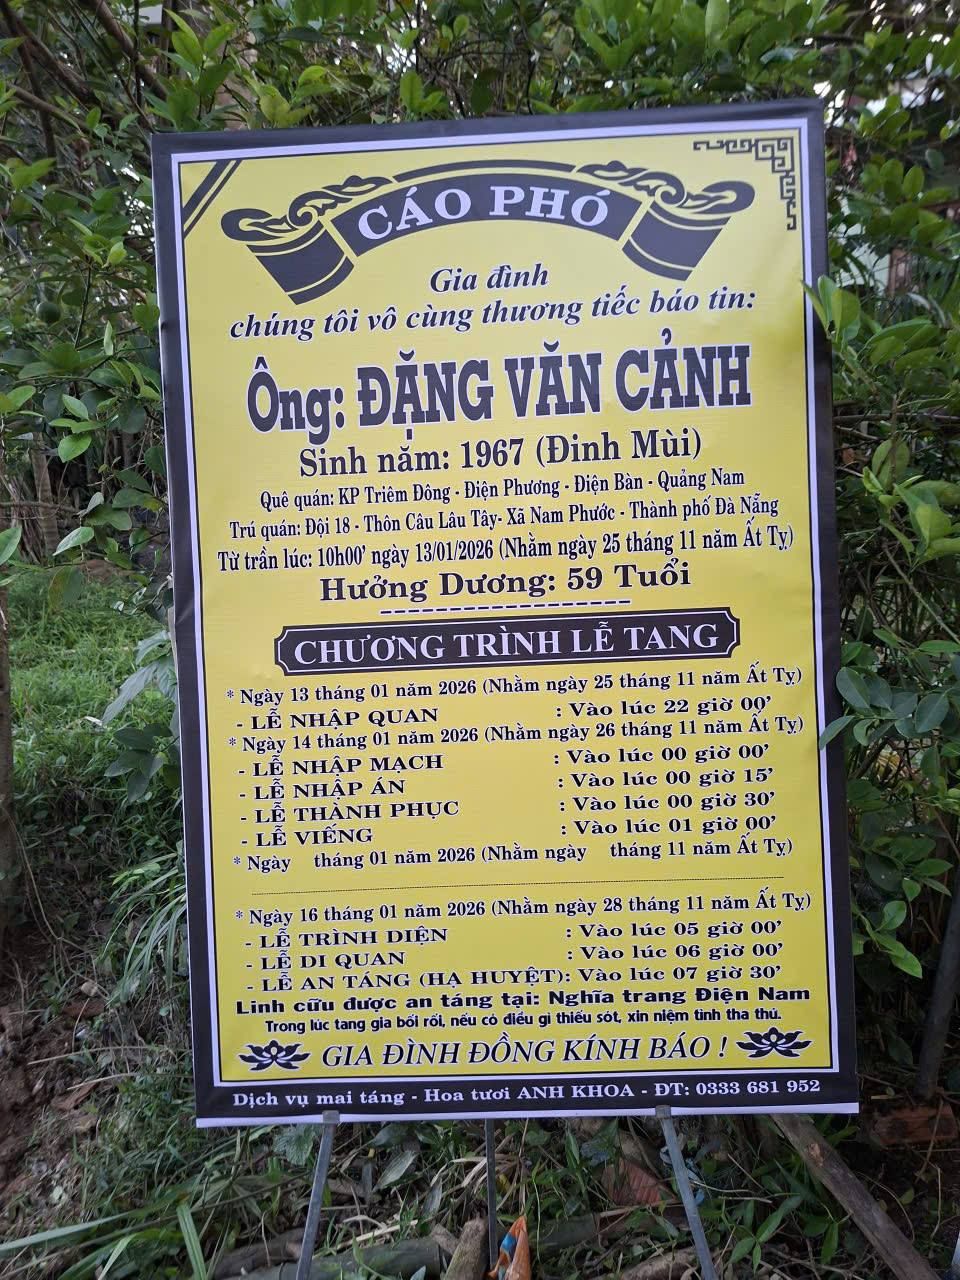 CÁO PHÓ
Gia đình
chúng tôi vô cùng thương tiếc báo tin:
Ông: ĐẶNG VĂN CẢNH
Sinh năm: 1967 (Đinh Mùi)
Quê quán: KP Triêm Đông - Điện Phương - Điện Bàn - Quảng Nam
Trú quán: Đội 18 - Thôn Câu Lâu Tây- Xã Nam Phước - Thành phố Đà Nẵng
Từ trần lúc: 10h00' ngày 13/01/2026 (Nhằm ngày 25 tháng 11 năm Ất Tỵ)
Hưởng Dương: 59 Tuổi
CHƯƠNG TRÌNH LỄ TANG
* Ngày 13 tháng 01 năm 2026 (Nhằm ngày 25 tháng 11 năm Ất Tỵ)
- LỄ NHẬP QUAN : Vào lúc 22 giờ 00'
* Ngày 14 tháng 01 năm 2026 (Nhằm ngày 26 tháng 11 năm Ất Tỵ)
- LỄ NHẬP MẠCH : Vào lúc 00 giờ 00'
- LỄ NHẬP ÁN : Vào lúc 00 giờ 15'
- LỄ THÀNH PHỤC : Vào lúc 00 giờ 30'
- LỄ VIẾNG : Vào lúc 01 giờ 00'
* Ngày tháng 01 năm 2026 (Nhằm ngày tháng 11 năm Ất Tỵ)
* Ngày 16 tháng 01 năm 2026 (Nhằm ngày 28 tháng 11 năm Ất Tỵ)
- LỄ TRÌNH DIỆN : Vào lúc 05 giờ 00'
- LỄ DI QUAN : Vào lúc 06 giờ 00'
- LỄ AN TÁNG (HẠ HUYỆT): Vào lúc 07 giờ 30'
Linh cữu được an táng tại: Nghĩa trang Điện Nam
Trong lúc tang gia bối rối, nếu có điều gì thiếu sót, xin niệm tình tha thứ.
GIA ĐÌNH ĐỒNG KÍNH BÁO !
Dịch vụ mai táng - Hoa tươi ANH KHOA - ĐT: 0333 681 952